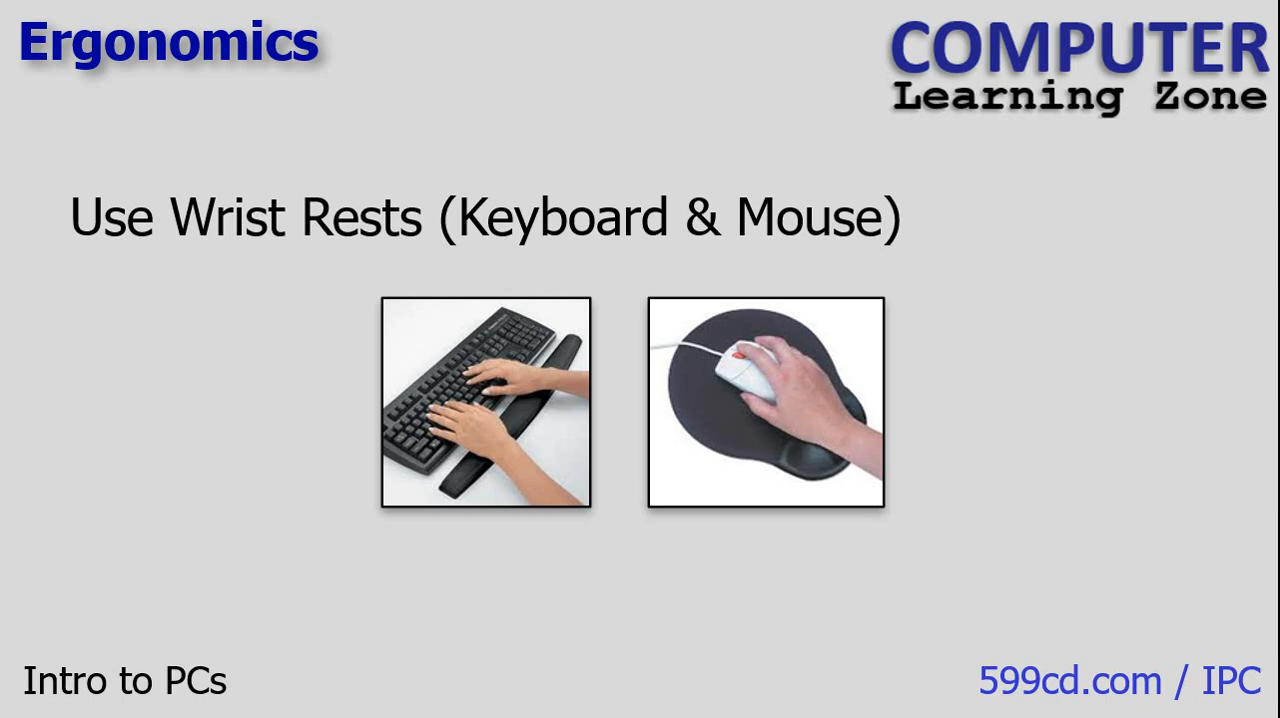 Ergonomics
COMPUTER
Learning Zone
Use Wrist Rests (Keyboard & Mouse)
Intro to PCs
599cd.com / IPC